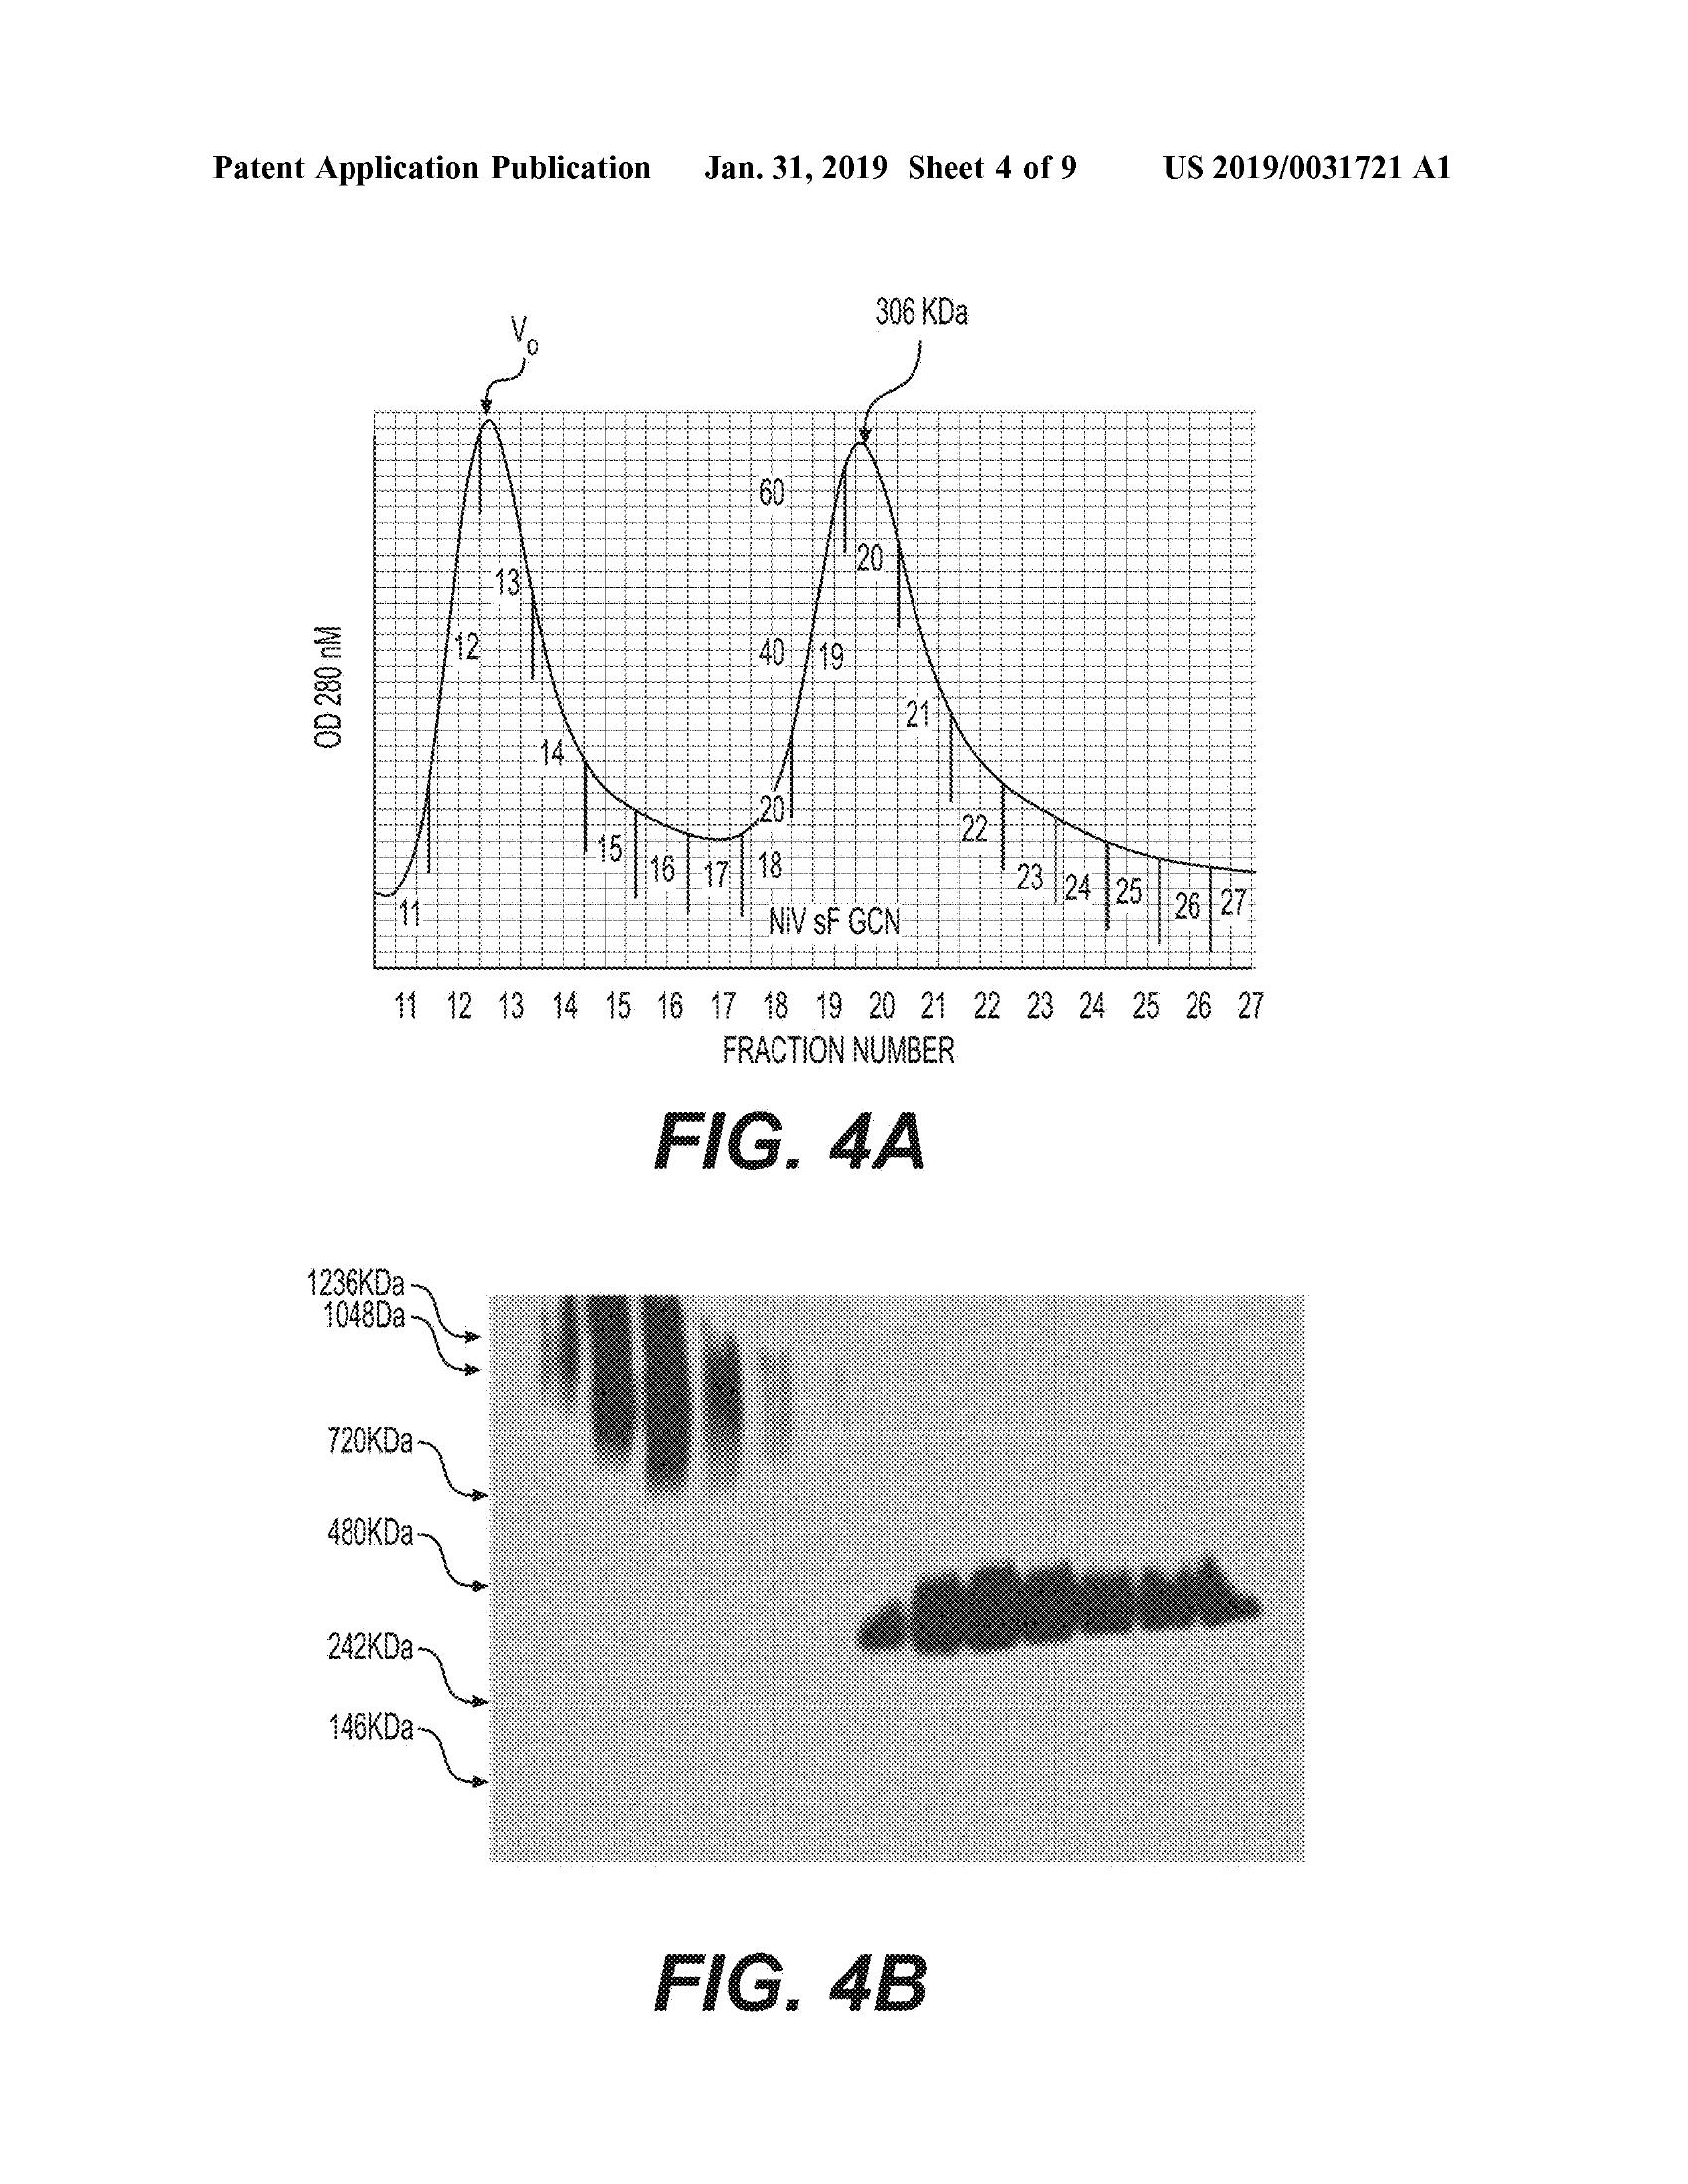 Patent Application Publication Jan. 31, 2019 Sheet 4 of 9 US 2019/0031721 A1
306 KDa
Vo
60
20
13
40
19
12
OD 280 nM
21
14
20
22
15
16
17
18
23
24
25
26
27
11
NiV sF GCN
11 12 13 14 15 16 17 18 19 20 21 22 23 24 25 26 27
FRACTION NUMBER
FIG. 4A
1236KDa
1048Da
720KDa
480KDa
242KDa
146KDa
FIG. 4B